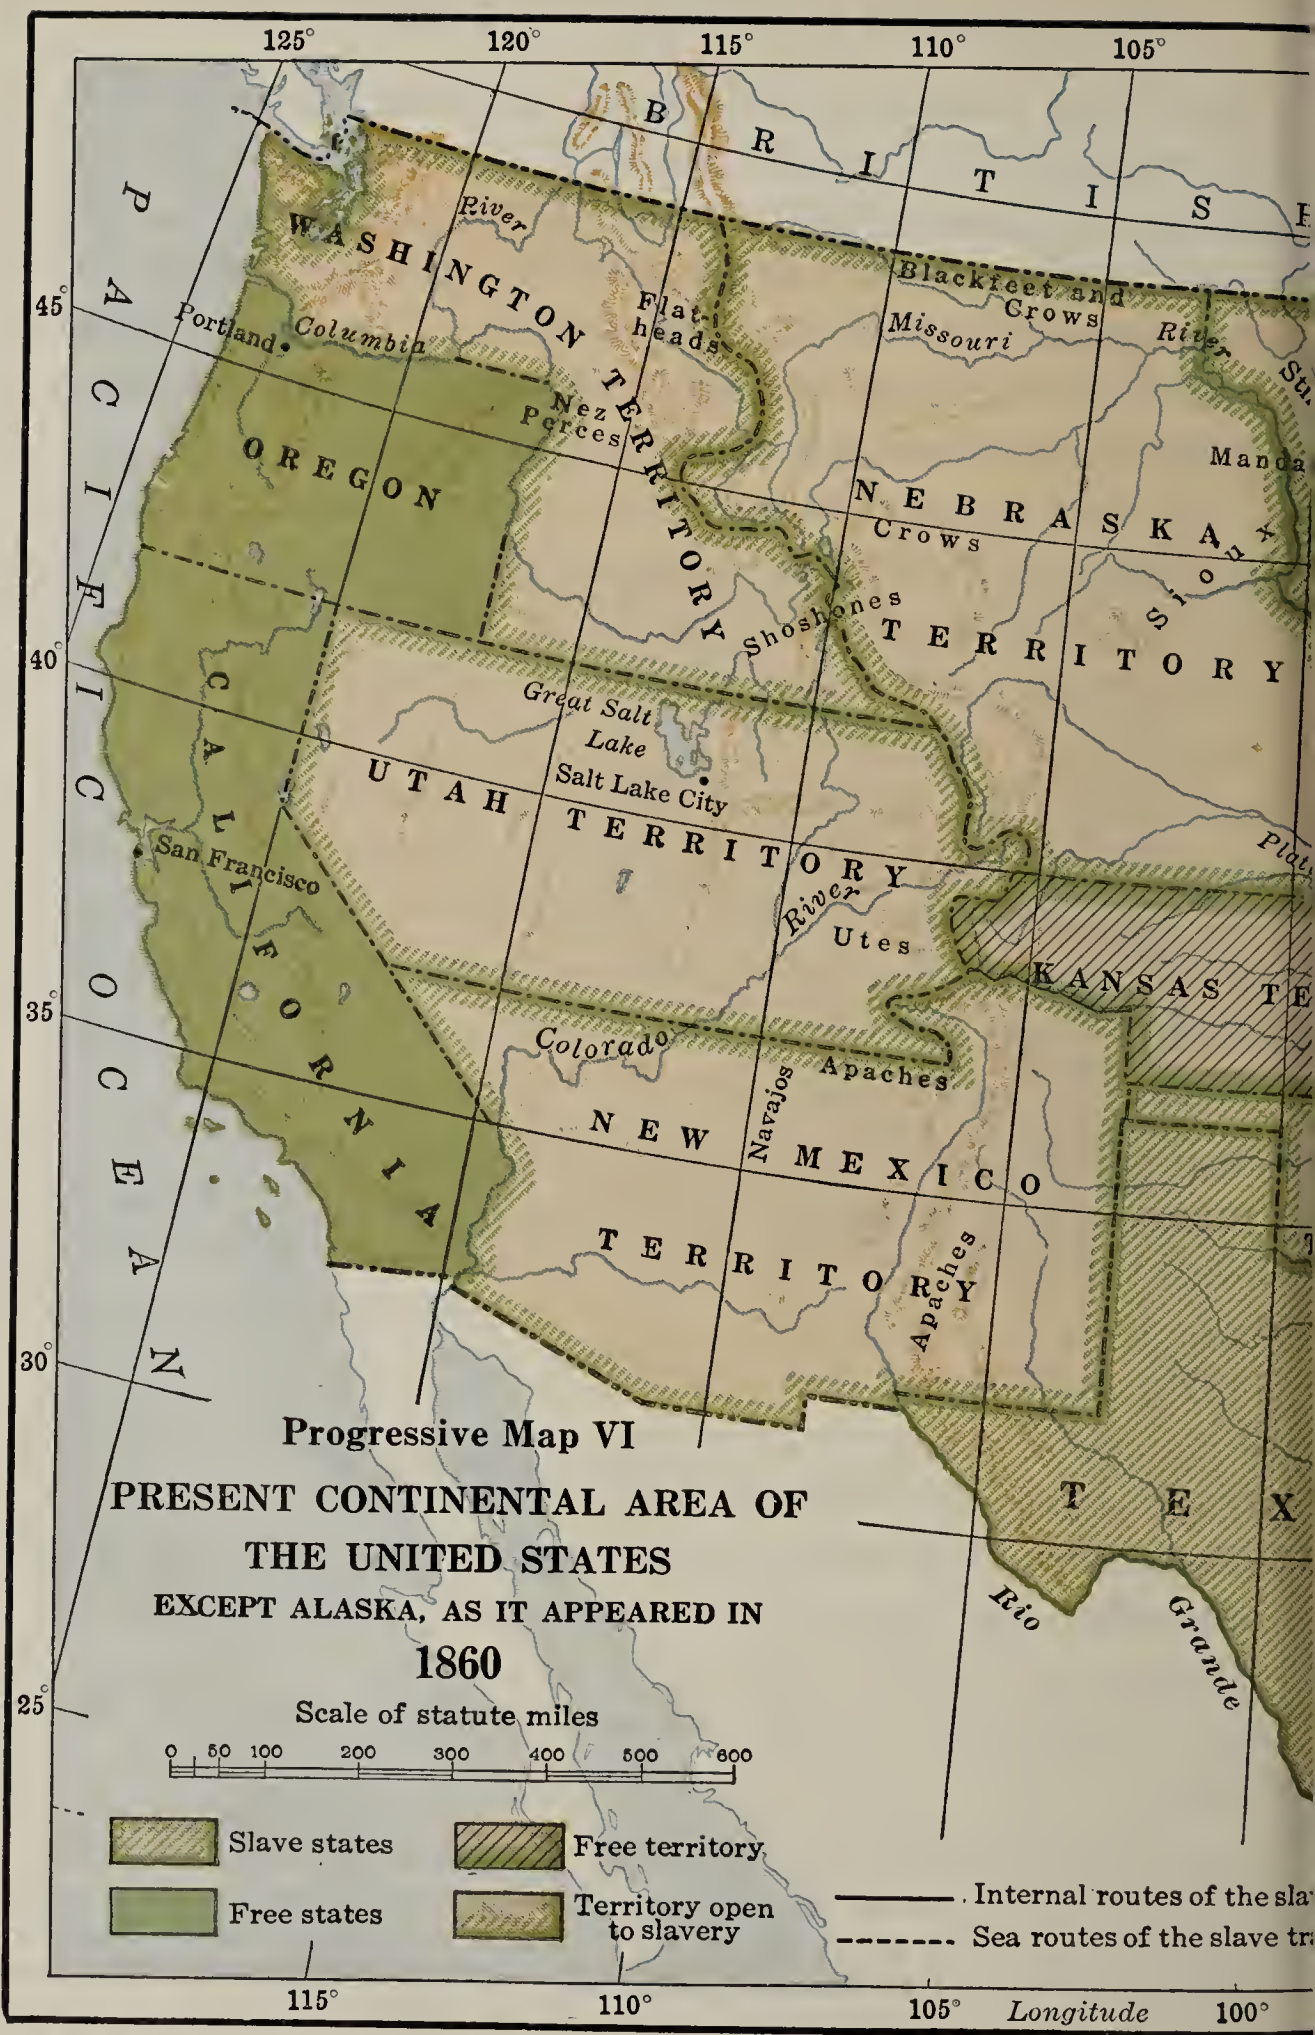 125° 120° 115° 110° 105°
BRITISH
PACIFIC OCEAN
45°
40°
35°
30°
25°
WASHINGTON TERRITORY
River
Columbia
Portland
Flat-
heads
Nez
Perces
Blackfeet and
Crows
Missouri River
Manda
NEBRASKA
TERRITORY
Crows
Sioux
Shoshones
OREGON
CALIFORNIA
San Francisco
Great Salt
Lake
Salt Lake City
UTAH TERRITORY
River
Utes
Plat
KANSAS TE
Colorado
Apaches
Navajos
NEW MEXICO
TERRITORY
Apaches
TEX
Rio Grande
Progressive Map VI
PRESENT CONTINENTAL AREA OF
THE UNITED STATES
EXCEPT ALASKA, AS IT APPEARED IN
1860
Scale of statute miles
0 50 100 200 300 400 500 600
Slave states
Free territory
Free states
Territory open
to slavery
Internal routes of the sla
Sea routes of the slave tr
115° 110° 105° Longitude 100°